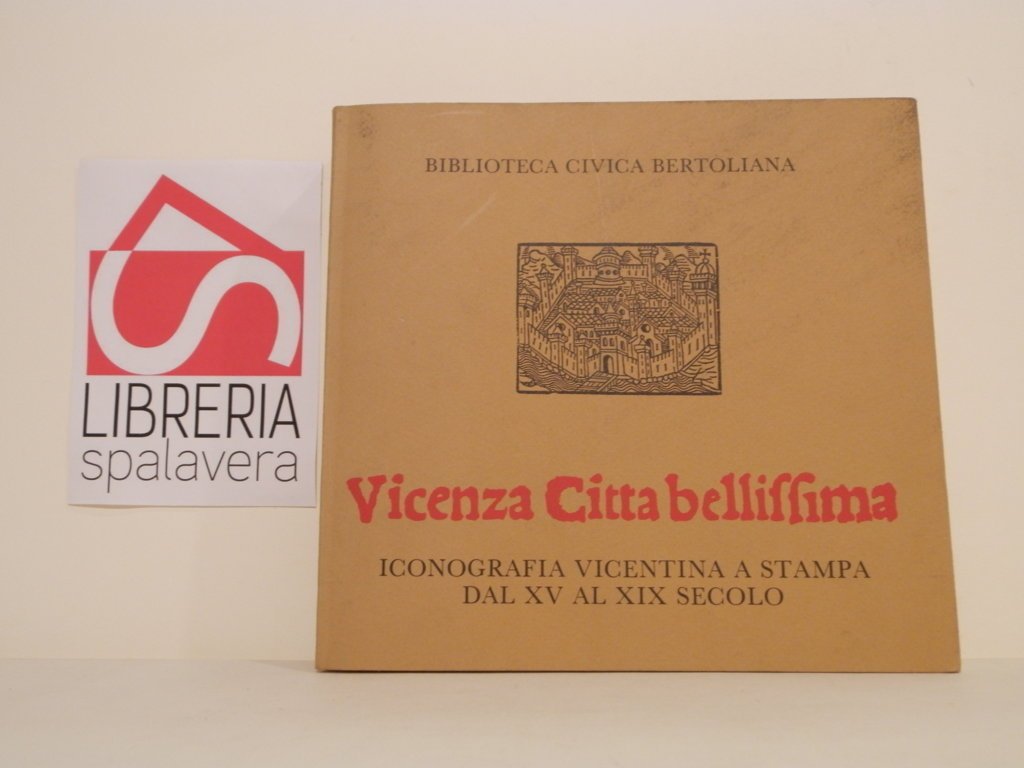 LIBRERIA
spalavera
BIBLIOTECA CIVICA BERTOLIANA
Vicenza Citta belliſſima
ICONOGRAFIA VICENTINA A STAMPA
DAL XV AL XIX SECOLO